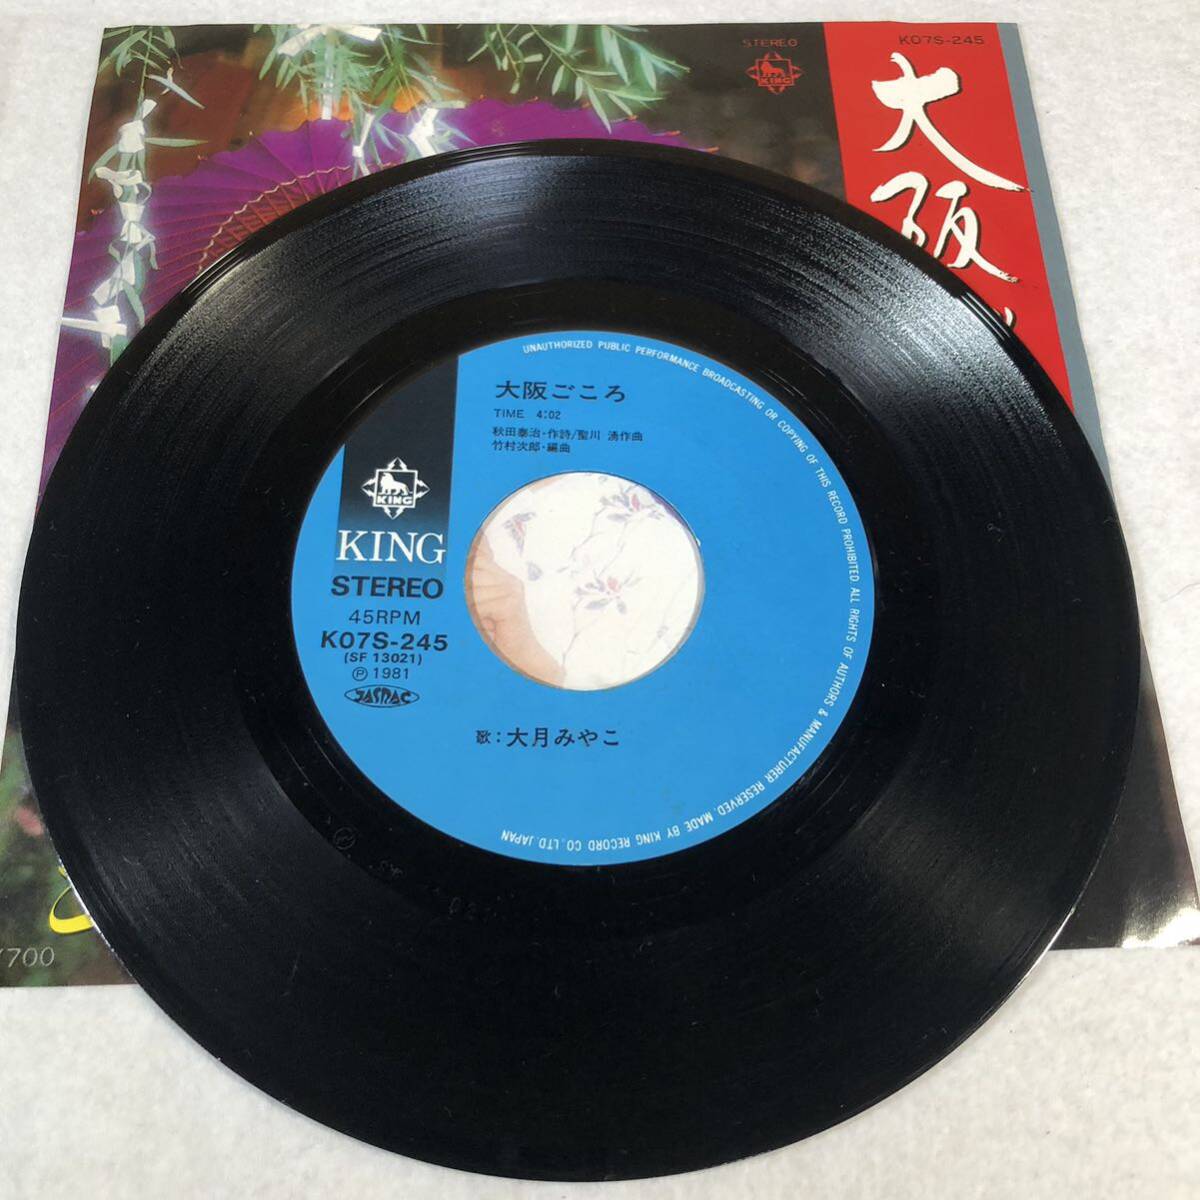 STEREO
KING
K07S-245
大阪
UNAUTHORIZED PUBLIC PERFORMANCE BROADCASTING OR COPYING OF THIS RECORD PROHIBITED. ALL RIGHTS OF AUTHORS & MANUFACTURER RESERVED. MADE BY KING RECORD CO., LTD. JAPAN
大阪ごころ
TIME 4:02
秋田泰治・作詩/聖川 湧作曲
竹村次郎・編曲
KING
KING
STEREO
45RPM
K07S-245
(SF 13021)
Ⓟ 1981
JASRAC
歌: 大月みやこ
¥700